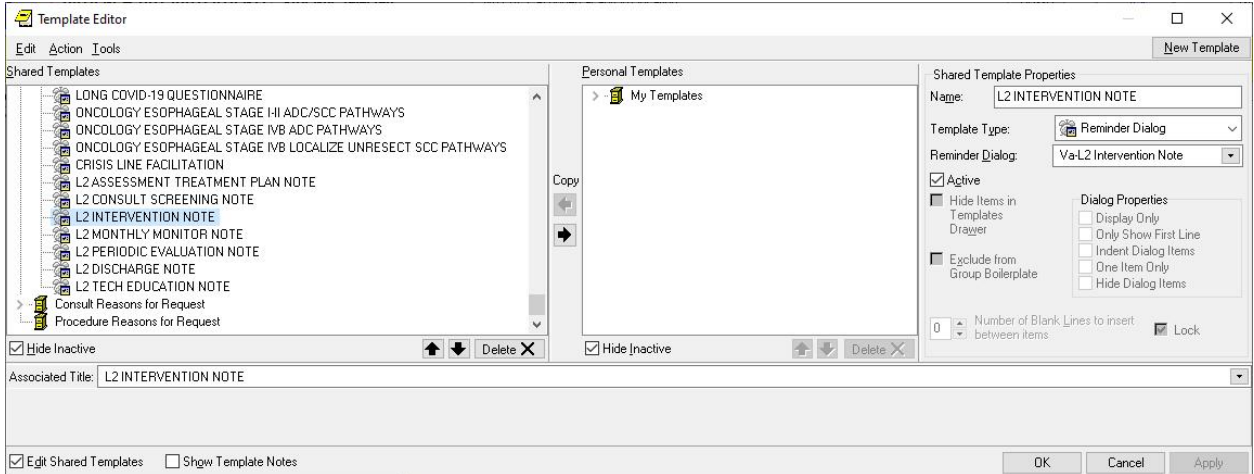 Template Editor
Edit Action Tools
New Template
Shared Templates
LONG COVID-19 QUESTIONNAIRE
ONCOLOGY ESOPHAGEAL STAGE I-II ADC/SCC PATHWAYS
ONCOLOGY ESOPHAGEAL STAGE IVB ADC PATHWAYS
ONCOLOGY ESOPHAGEAL STAGE IVB LOCALIZE UNRESECT SCC PATHWAYS
CRISIS LINE FACILITATION
L2 ASSESSMENT TREATMENT PLAN NOTE
L2 CONSULT SCREENING NOTE
L2 INTERVENTION NOTE
L2 MONTHLY MONITOR NOTE
L2 PERIODIC EVALUATION NOTE
L2 DISCHARGE NOTE
L2 TECH EDUCATION NOTE
Consult Reasons for Request
Procedure Reasons for Request
Hide Inactive
Delete
Copy
Personal Templates
My Templates
Hide Inactive
Delete
Shared Template Properties
Name: L2 INTERVENTION NOTE
Template Type: Reminder Dialog
Reminder Dialog: Va-L2 Intervention Note
Active
Hide Items in
Templates
Drawer
Exclude from
Group Boilerplate
Dialog Properties
Display Only
Only Show First Line
Indent Dialog Items
One Item Only
Hide Dialog Items
0
Number of Blank Lines to insert
between items
Lock
Associated Title: L2 INTERVENTION NOTE
Edit Shared Templates
Show Template Notes
OK
Cancel
Apply